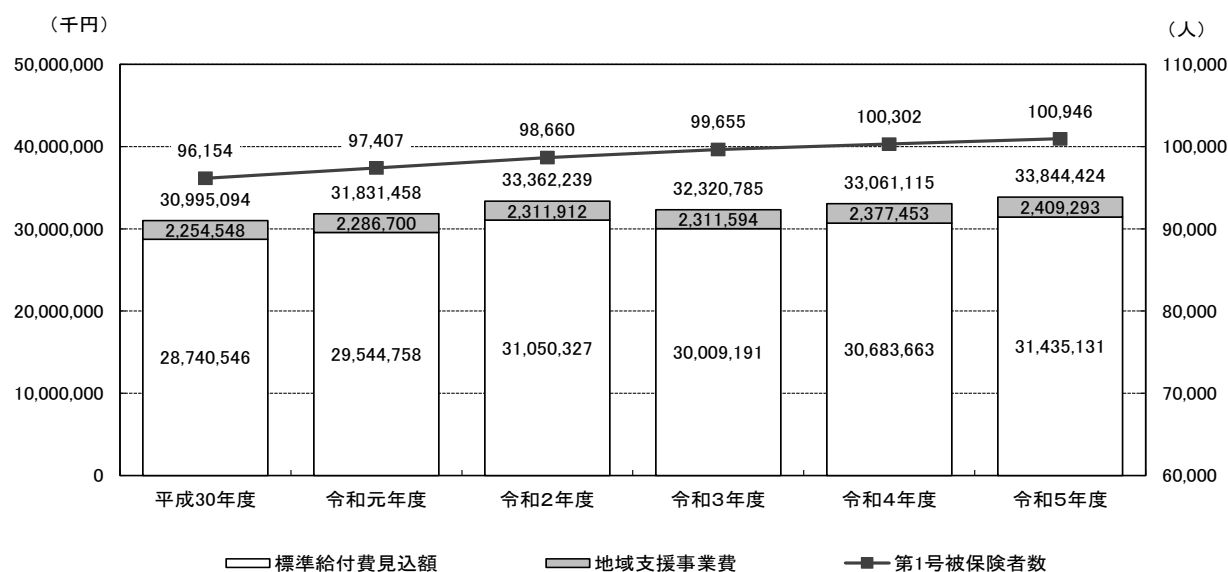 （千円）
（人）
50,000,000
110,000
96,154 97,407 98,660 99,655 100,302 100,946
40,000,000
100,000
30,995,094 31,831,458 33,362,239 32,320,785 33,061,115 33,844,424
2,254,548 2,286,700 2,311,912 2,311,594 2,377,453 2,409,293
30,000,000
90,000
20,000,000
80,000
28,740,546 29,544,758 31,050,327 30,009,191 30,683,663 31,435,131
10,000,000
70,000
0
60,000
平成30年度 令和元年度 令和２年度 令和３年度 令和４年度 令和５年度
標準給付費見込額 地域支援事業費 第1号被保険者数